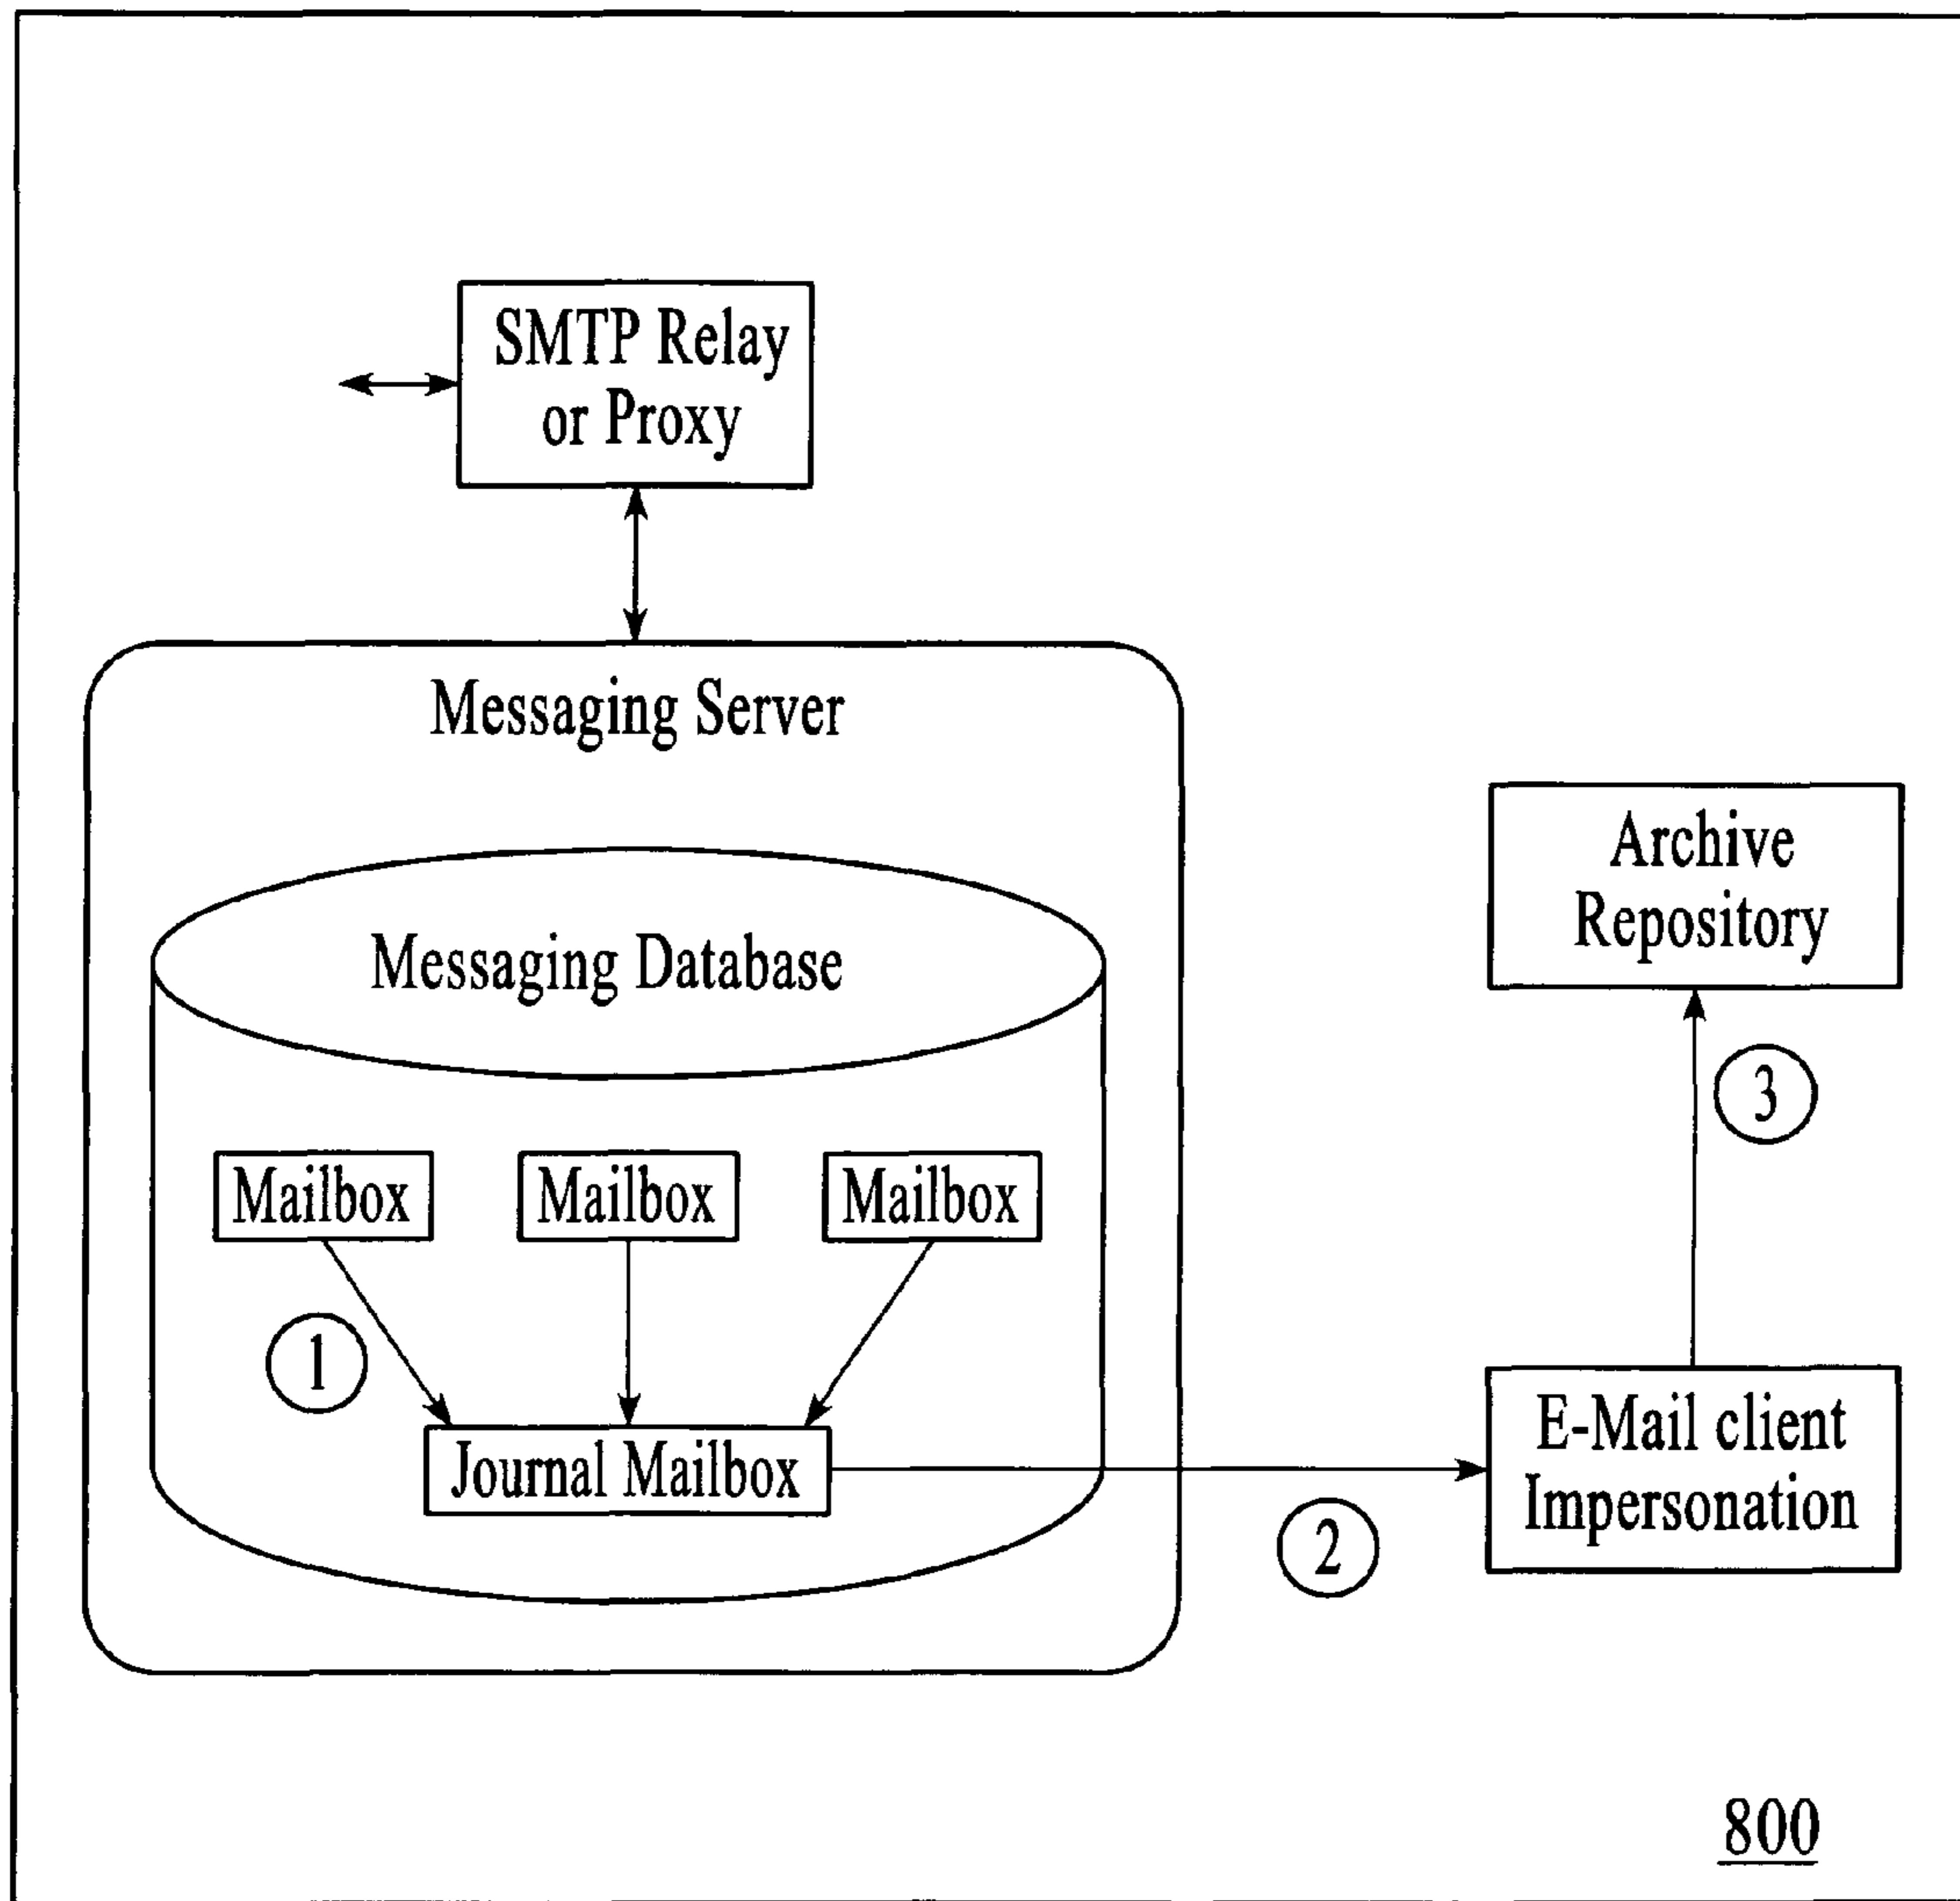 SMTP Relay
or Proxy
Messaging Server
Messaging Database
Mailbox
Mailbox
Mailbox
1
Journal Mailbox
2
Archive
Repository
3
E-Mail client
Impersonation
800